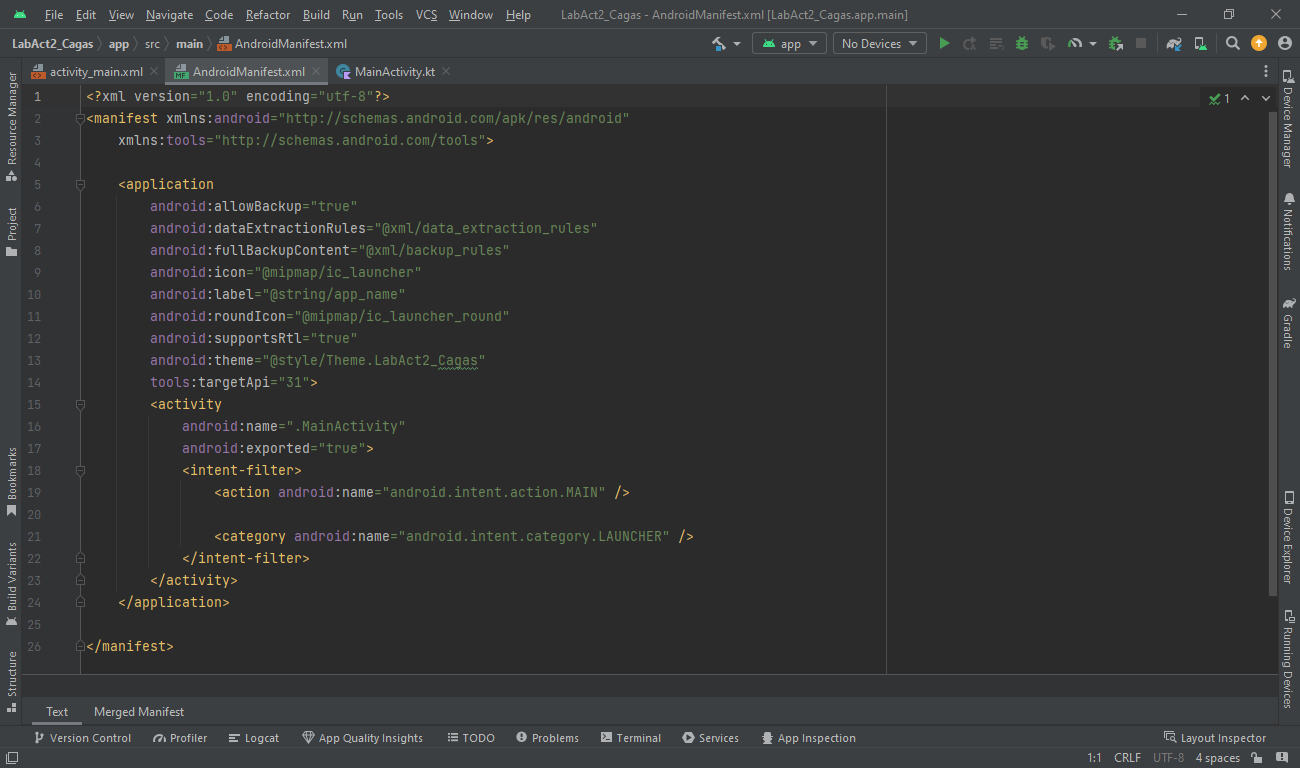 File Edit View Navigate Code Refactor Build Run Tools VCS Window Help LabAct2_Cagas - AndroidManifest.xml [LabAct2_Cagas.app.main]
LabAct2_Cagas app src main AndroidManifest.xml app No Devices
activity_main.xml AndroidManifest.xml MainActivity.kt
1 <?xml version="1.0" encoding="utf-8"?> 1
2 <manifest xmlns:android="http://schemas.android.com/apk/res/android"
3 xmlns:tools="http://schemas.android.com/tools">
4
5 <application
6 android:allowBackup="true"
7 android:dataExtractionRules="@xml/data_extraction_rules"
8 android:fullBackupContent="@xml/backup_rules"
9 android:icon="@mipmap/ic_launcher"
10 android:label="@string/app_name"
11 android:roundIcon="@mipmap/ic_launcher_round"
12 android:supportsRtl="true"
13 android:theme="@style/Theme.LabAct2_Cagas"
14 tools:targetApi="31">
15 <activity
16 android:name=".MainActivity"
17 android:exported="true">
18 <intent-filter>
19 <action android:name="android.intent.action.MAIN" />
20
21 <category android:name="android.intent.category.LAUNCHER" />
22 </intent-filter>
23 </activity>
24 </application>
25
26 </manifest>
Resource Manager
Project
Bookmarks
Build Variants
Structure
Device Manager
Notifications
Gradle
Device Explorer
Running Devices
Text Merged Manifest
Version Control Profiler Logcat App Quality Insights TODO Problems Terminal Services App Inspection Layout Inspector
1:1 CRLF UTF-8 4 spaces